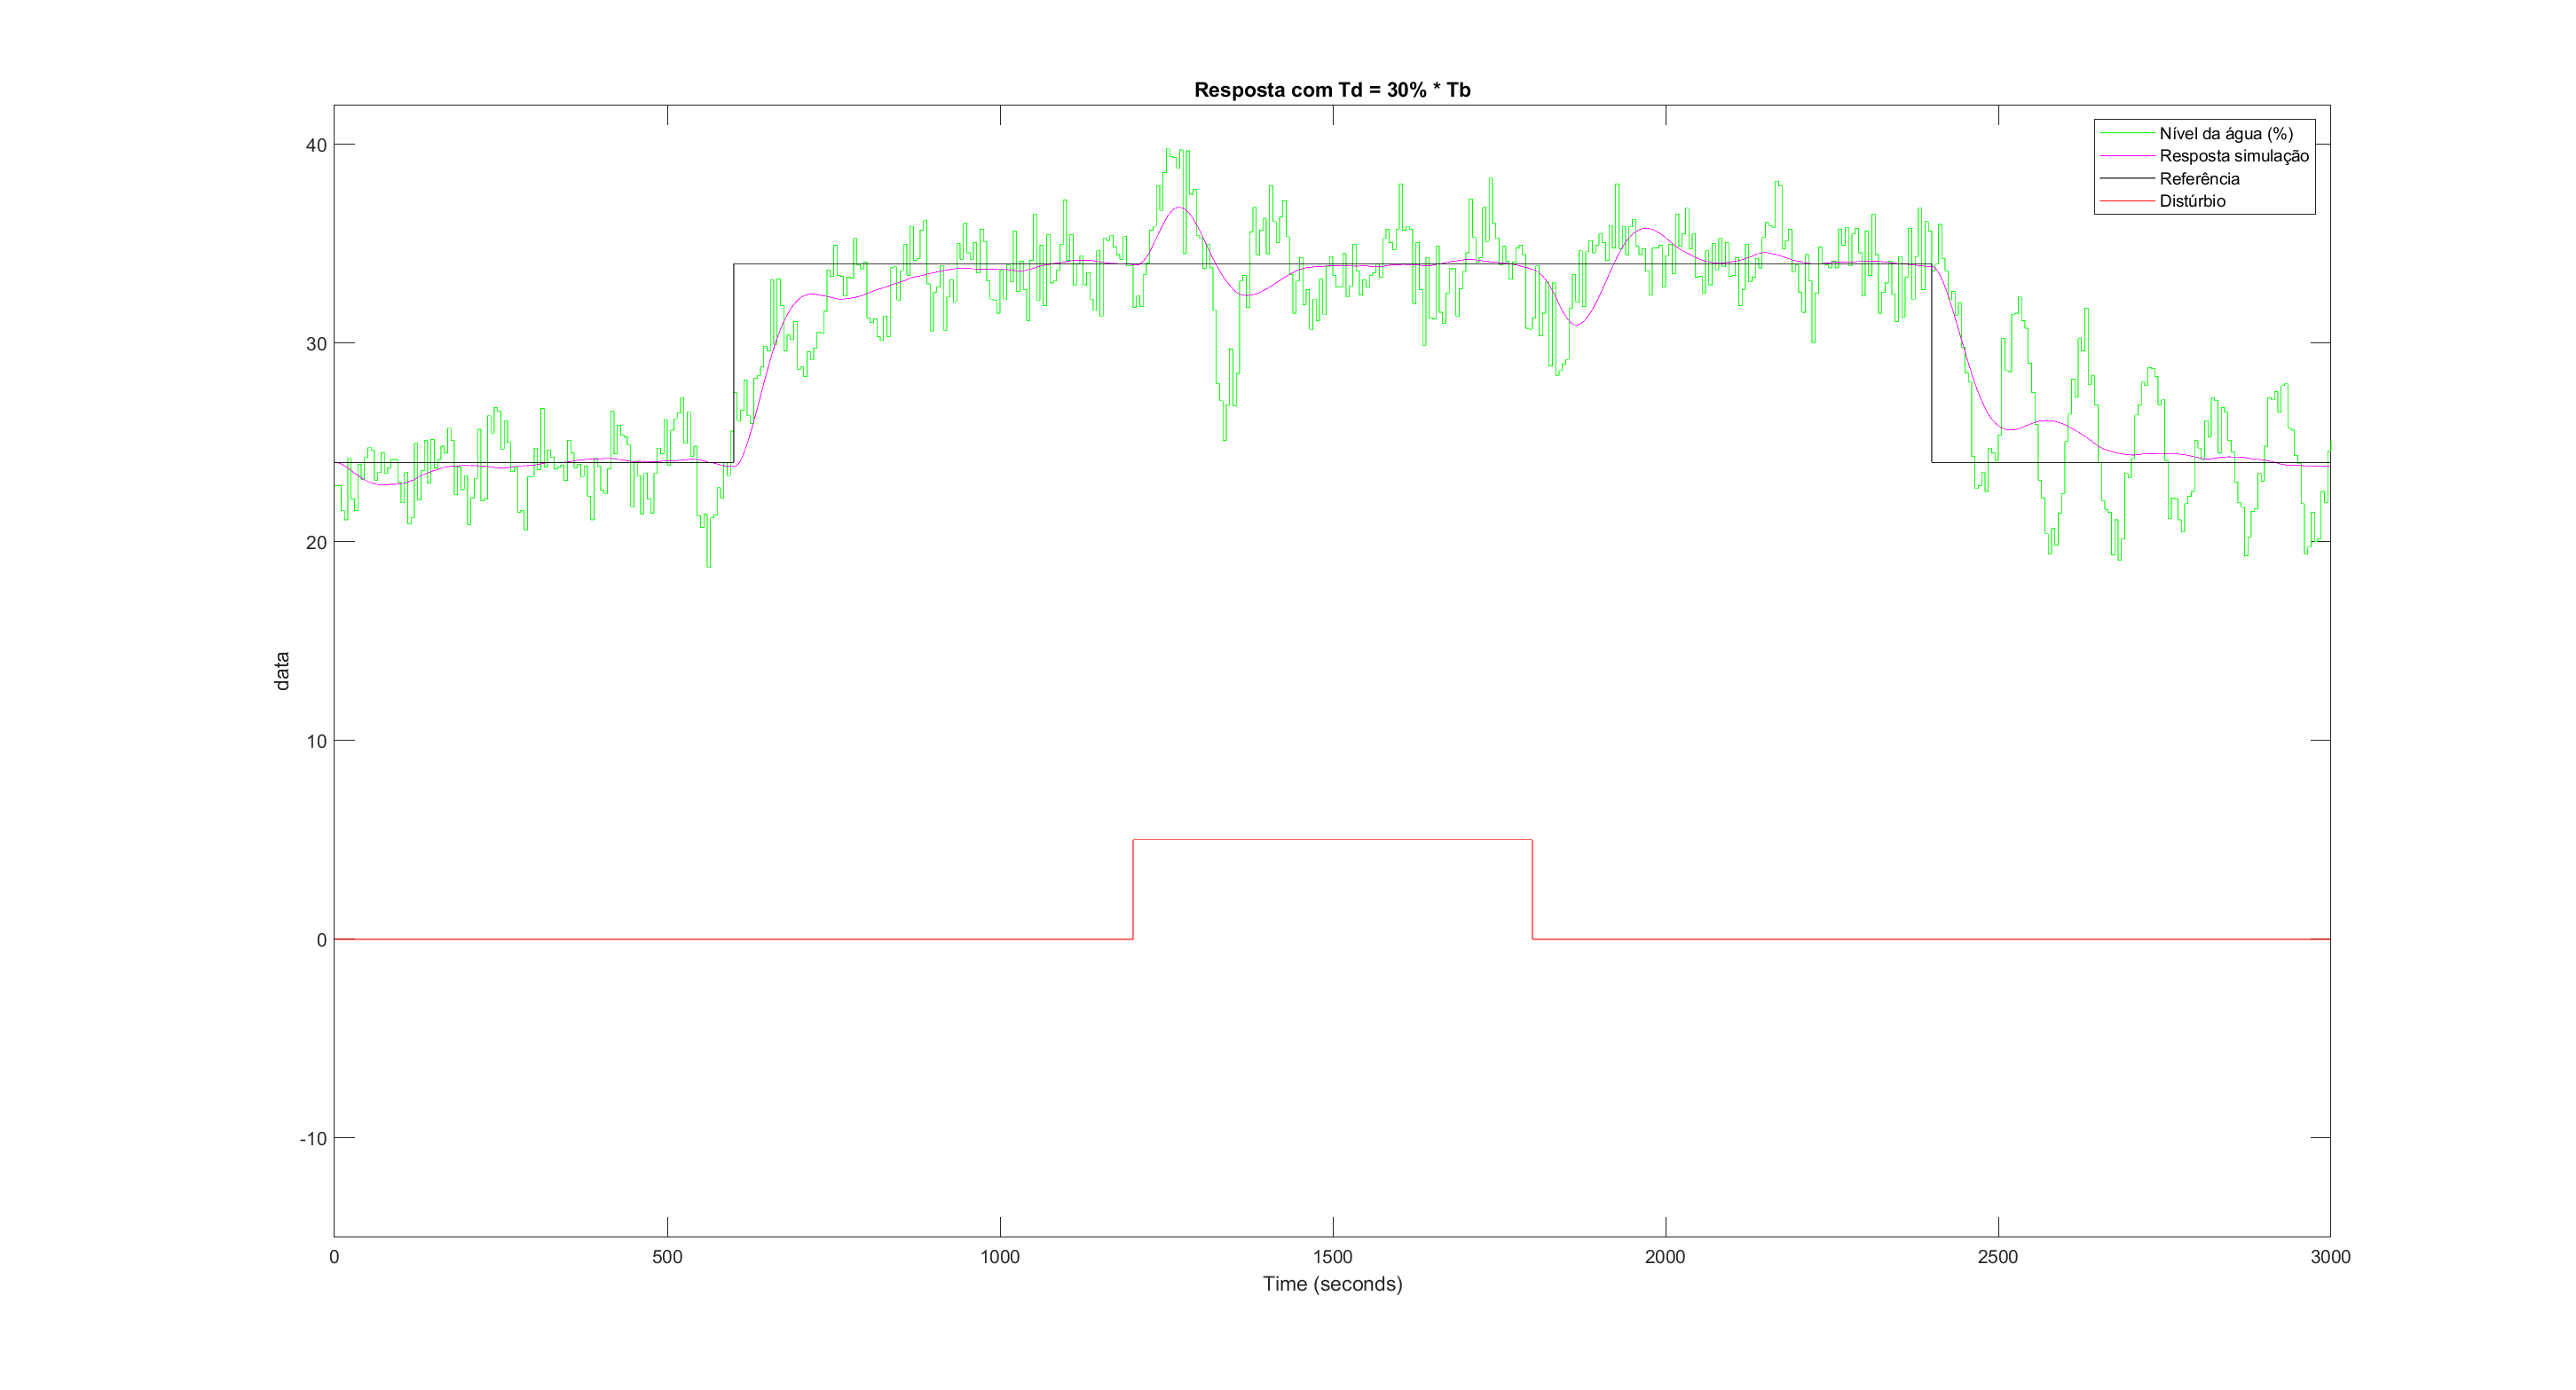 Resposta com Td = 30% * Tb
Nível da água (%)
Resposta simulação
Referência
Distúrbio
40
30
20
10
0
-10
data
0 500 1000 1500 2000 2500 3000
Time (seconds)